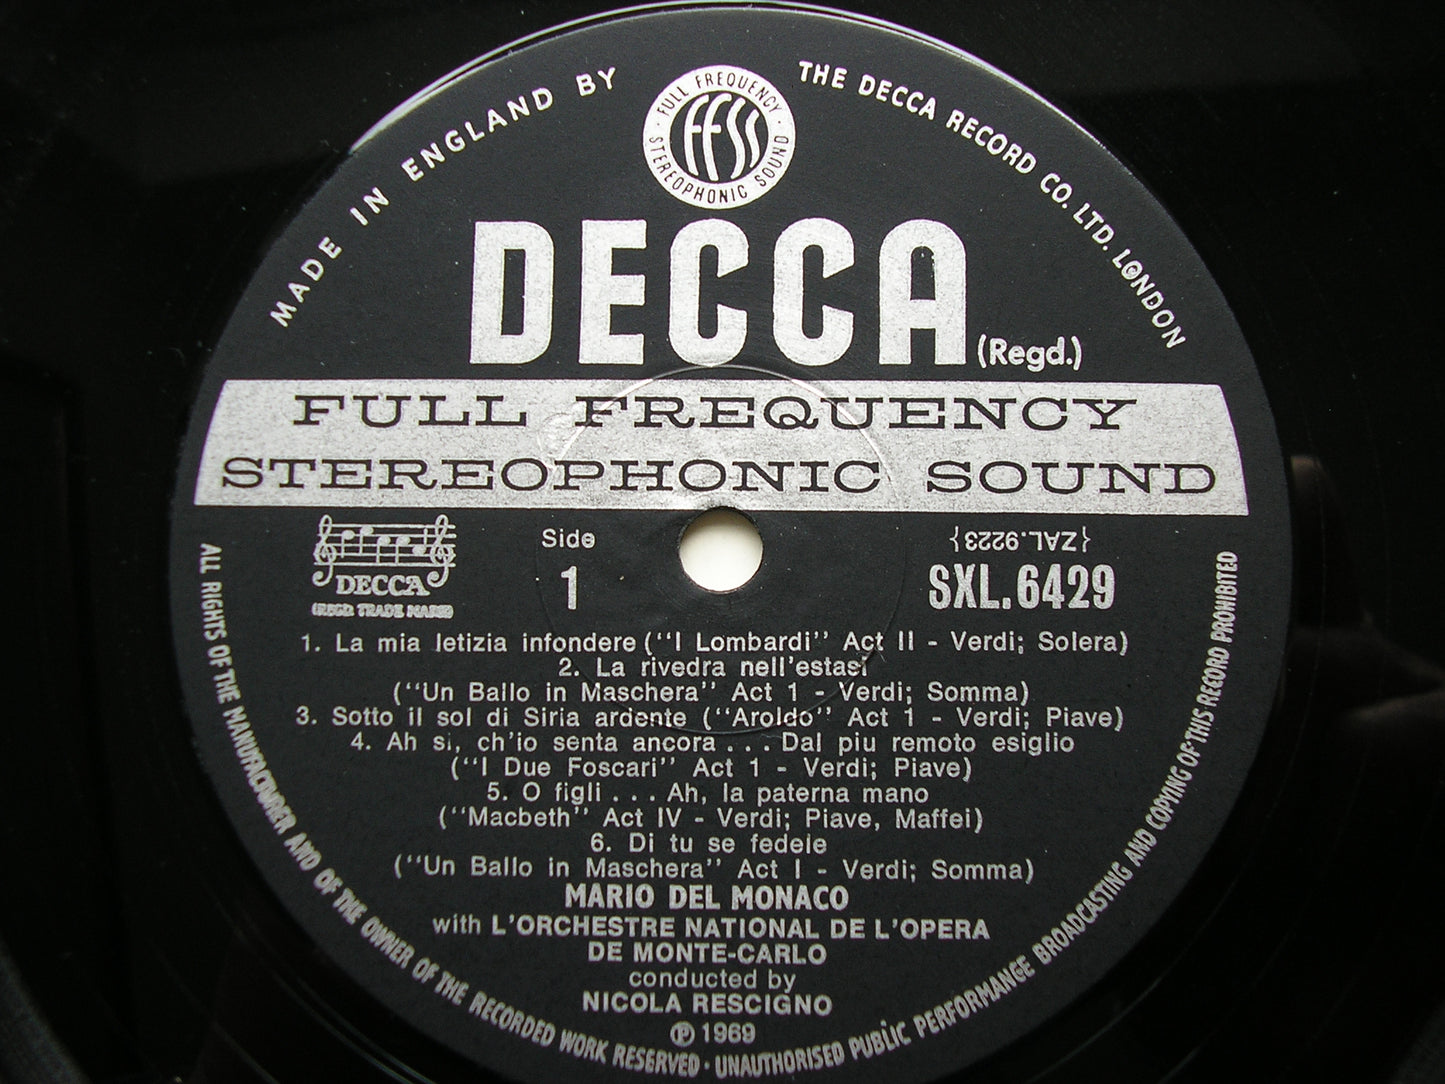 MADE IN ENGLAND BY
THE DECCA RECORD CO. LTD. LONDON
· FULL FREQUENCY ·
FFSS
STEREOPHONIC SOUND
DECCA
(Regd.)
FULL FREQUENCY
STEREOPHONIC SOUND
DECCA
(REGD. TRADE MARK)
Side
1
{ZAL.9223}
SXL.6429
1. La mia letizia infondere (“I Lombardi” Act II - Verdi; Solera)
2. La rivedra nell'estasi
(“Un Ballo in Maschera” Act 1 - Verdi; Somma)
3. Sotto il sol di Siria ardente (“Aroldo” Act 1 - Verdi; Piave)
4. Ah si, ch'io senta ancora . . . Dal piu remoto esiglio
(“I Due Foscari” Act 1 - Verdi; Piave)
5. O figli . . . Ah, la paterna mano
(“Macbeth” Act IV - Verdi; Piave, Maffei)
6. Di tu se fedele
(“Un Ballo in Maschera” Act I - Verdi; Somma)
MARIO DEL MONACO
with L'ORCHESTRE NATIONAL DE L'OPERA
DE MONTE-CARLO
conducted by
NICOLA RESCIGNO
℗ 1969
ALL RIGHTS OF THE MANUFACTURER AND OF THE OWNER OF THE RECORDED WORK RESERVED · UNAUTHORISED PUBLIC PERFORMANCE BROADCASTING AND COPYING OF THIS RECORD PROHIBITED